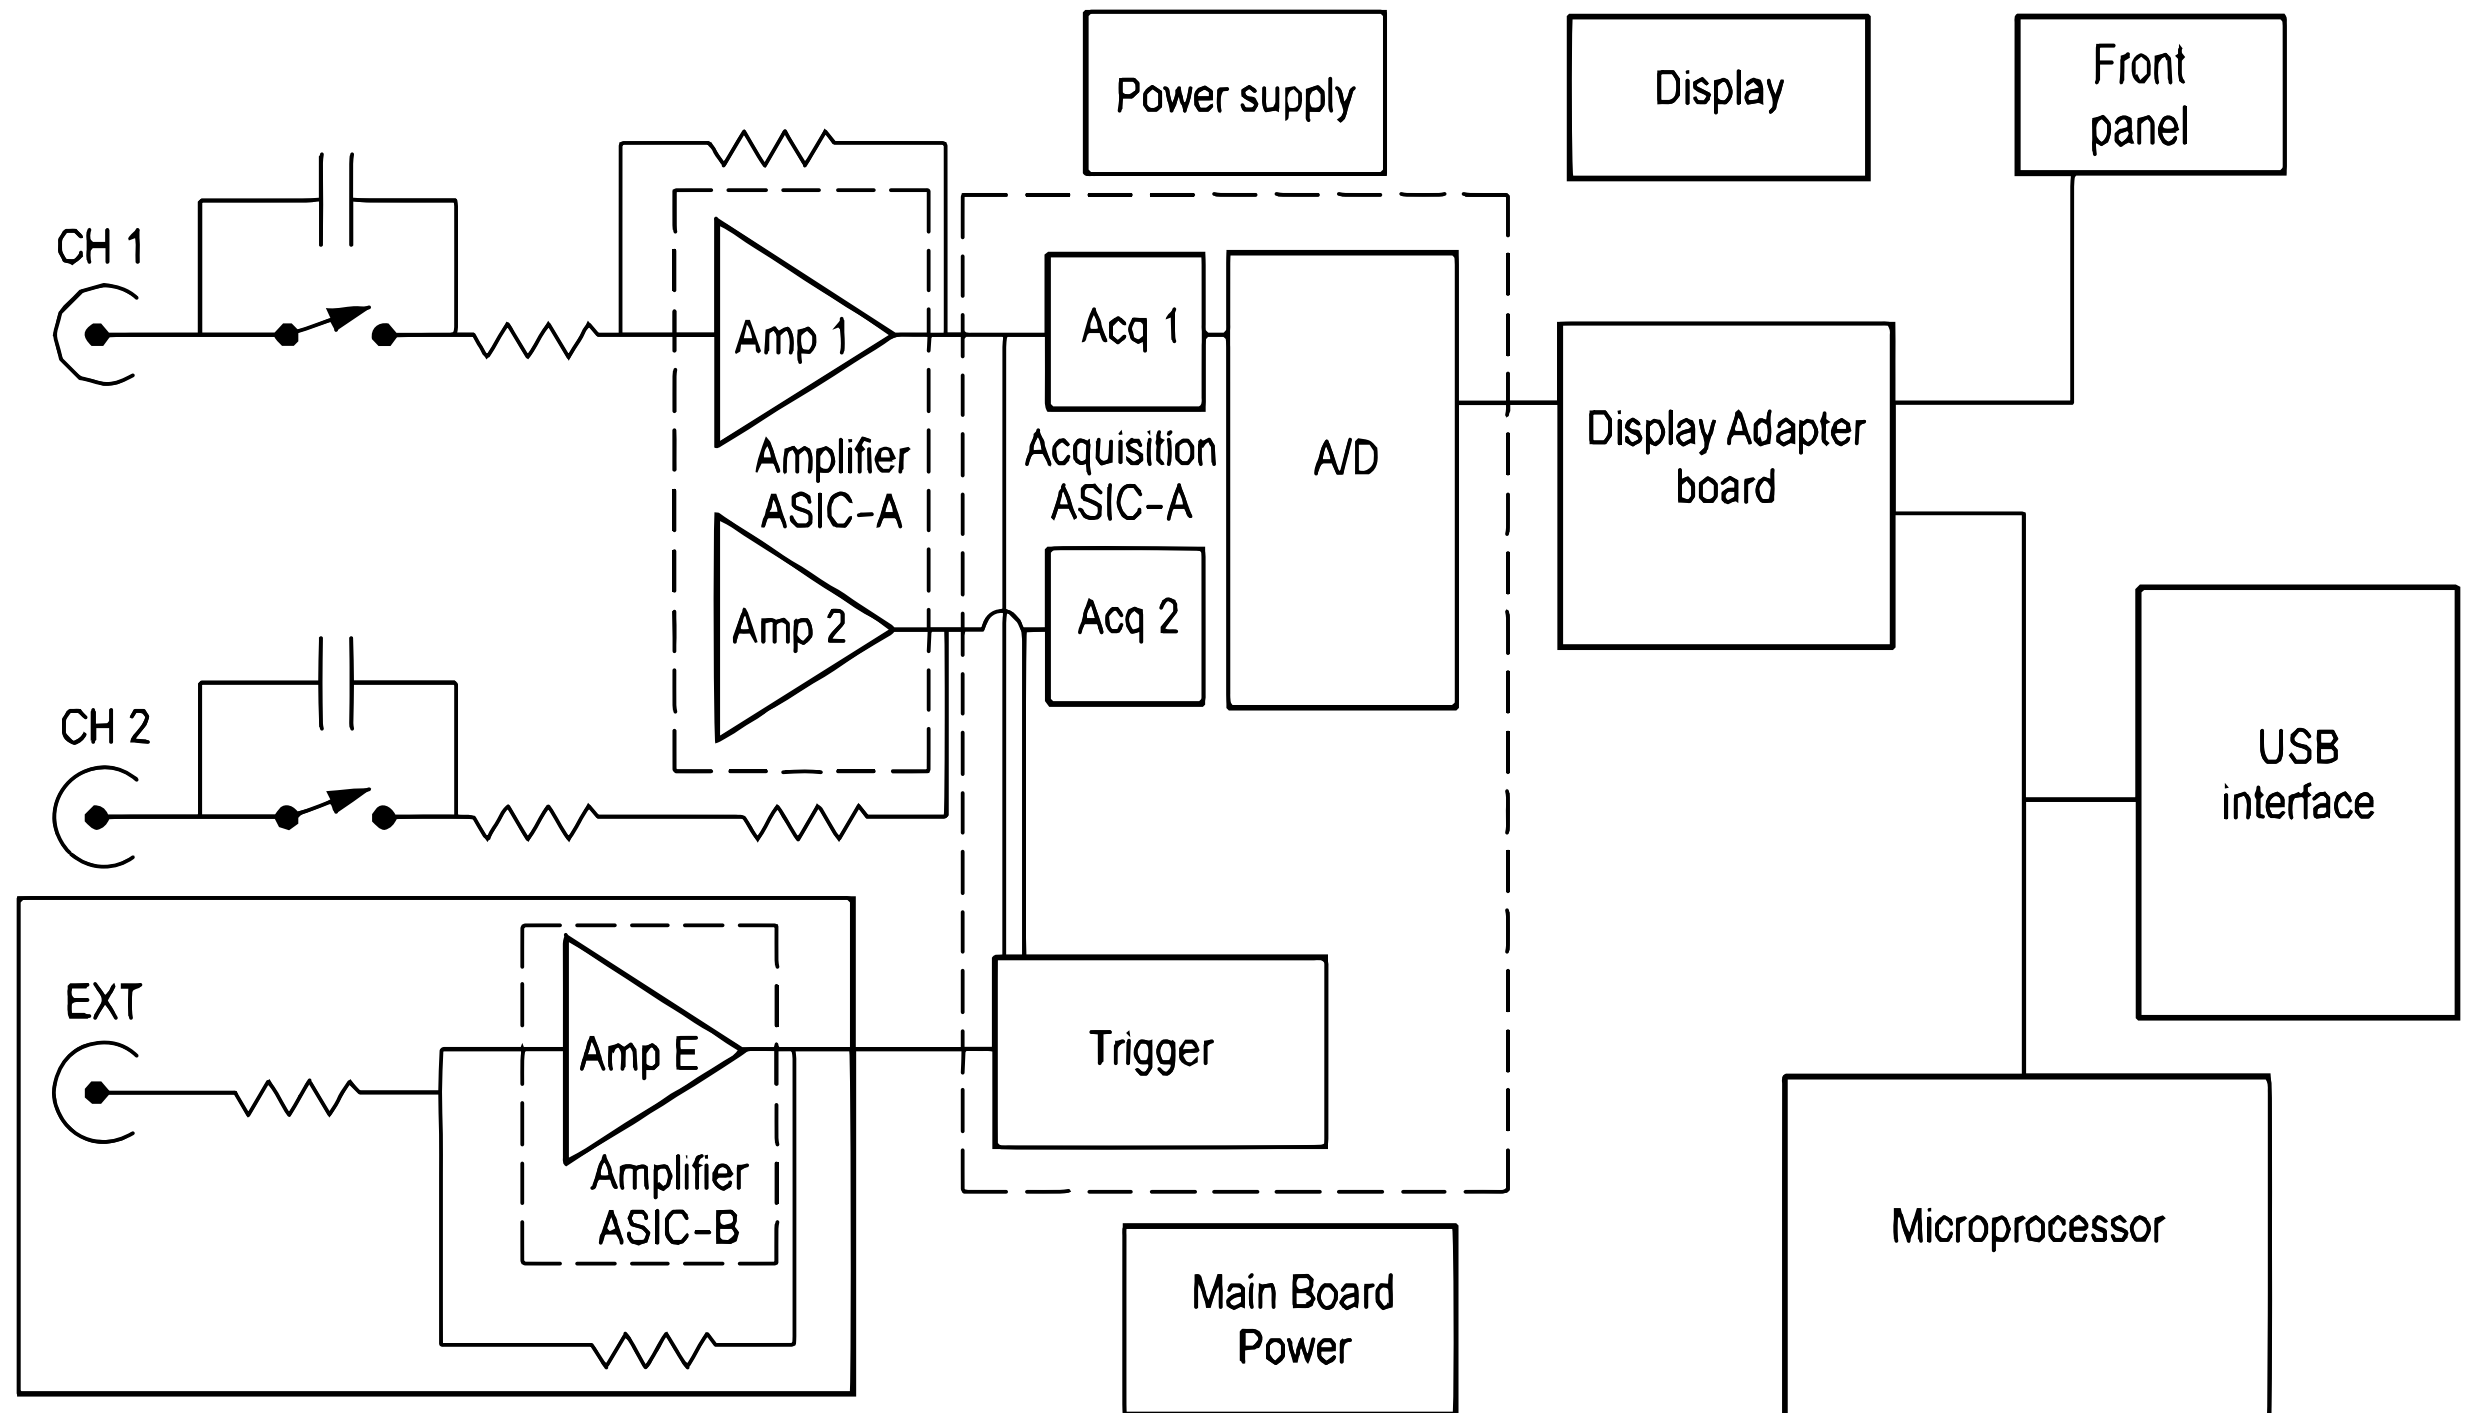 Power supply
Display
Front
panel
CH 1
Amp 1
Acq 1
Amplifier
ASIC-A
Acquisition
ASIC-A
A/D
Display Adapter
board
Amp 2
Acq 2
CH 2
USB
interface
EXT
Amp E
Trigger
Amplifier
ASIC-B
Microprocessor
Main Board
Power